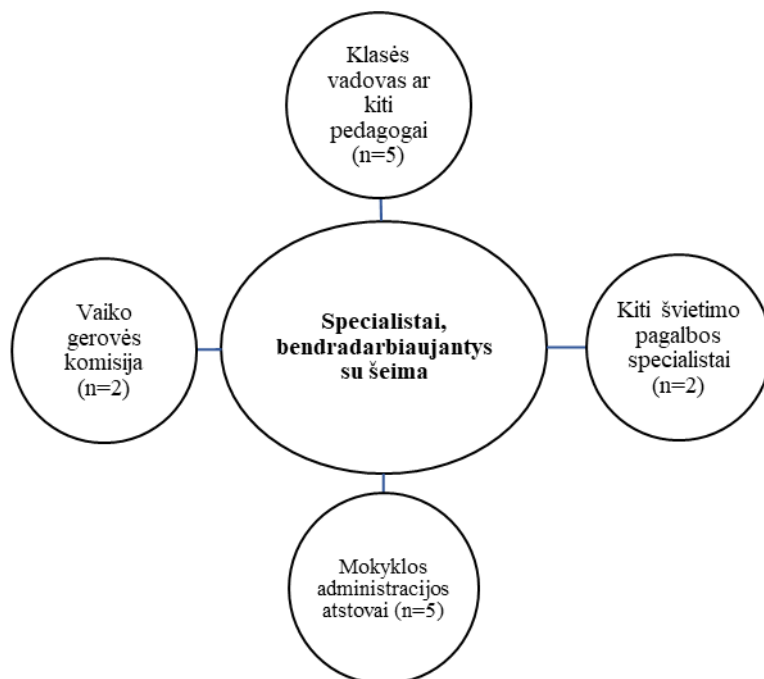 Klasės
vadovas ar
kiti
pedagogai
(n=5)
Vaiko
gerovės
komisija
(n=2)
Specialistai,
bendradarbiaujantys
su šeima
Kiti švietimo
pagalbos
specialistai
(n=2)
Mokyklos
administracijos
atstovai (n=5)